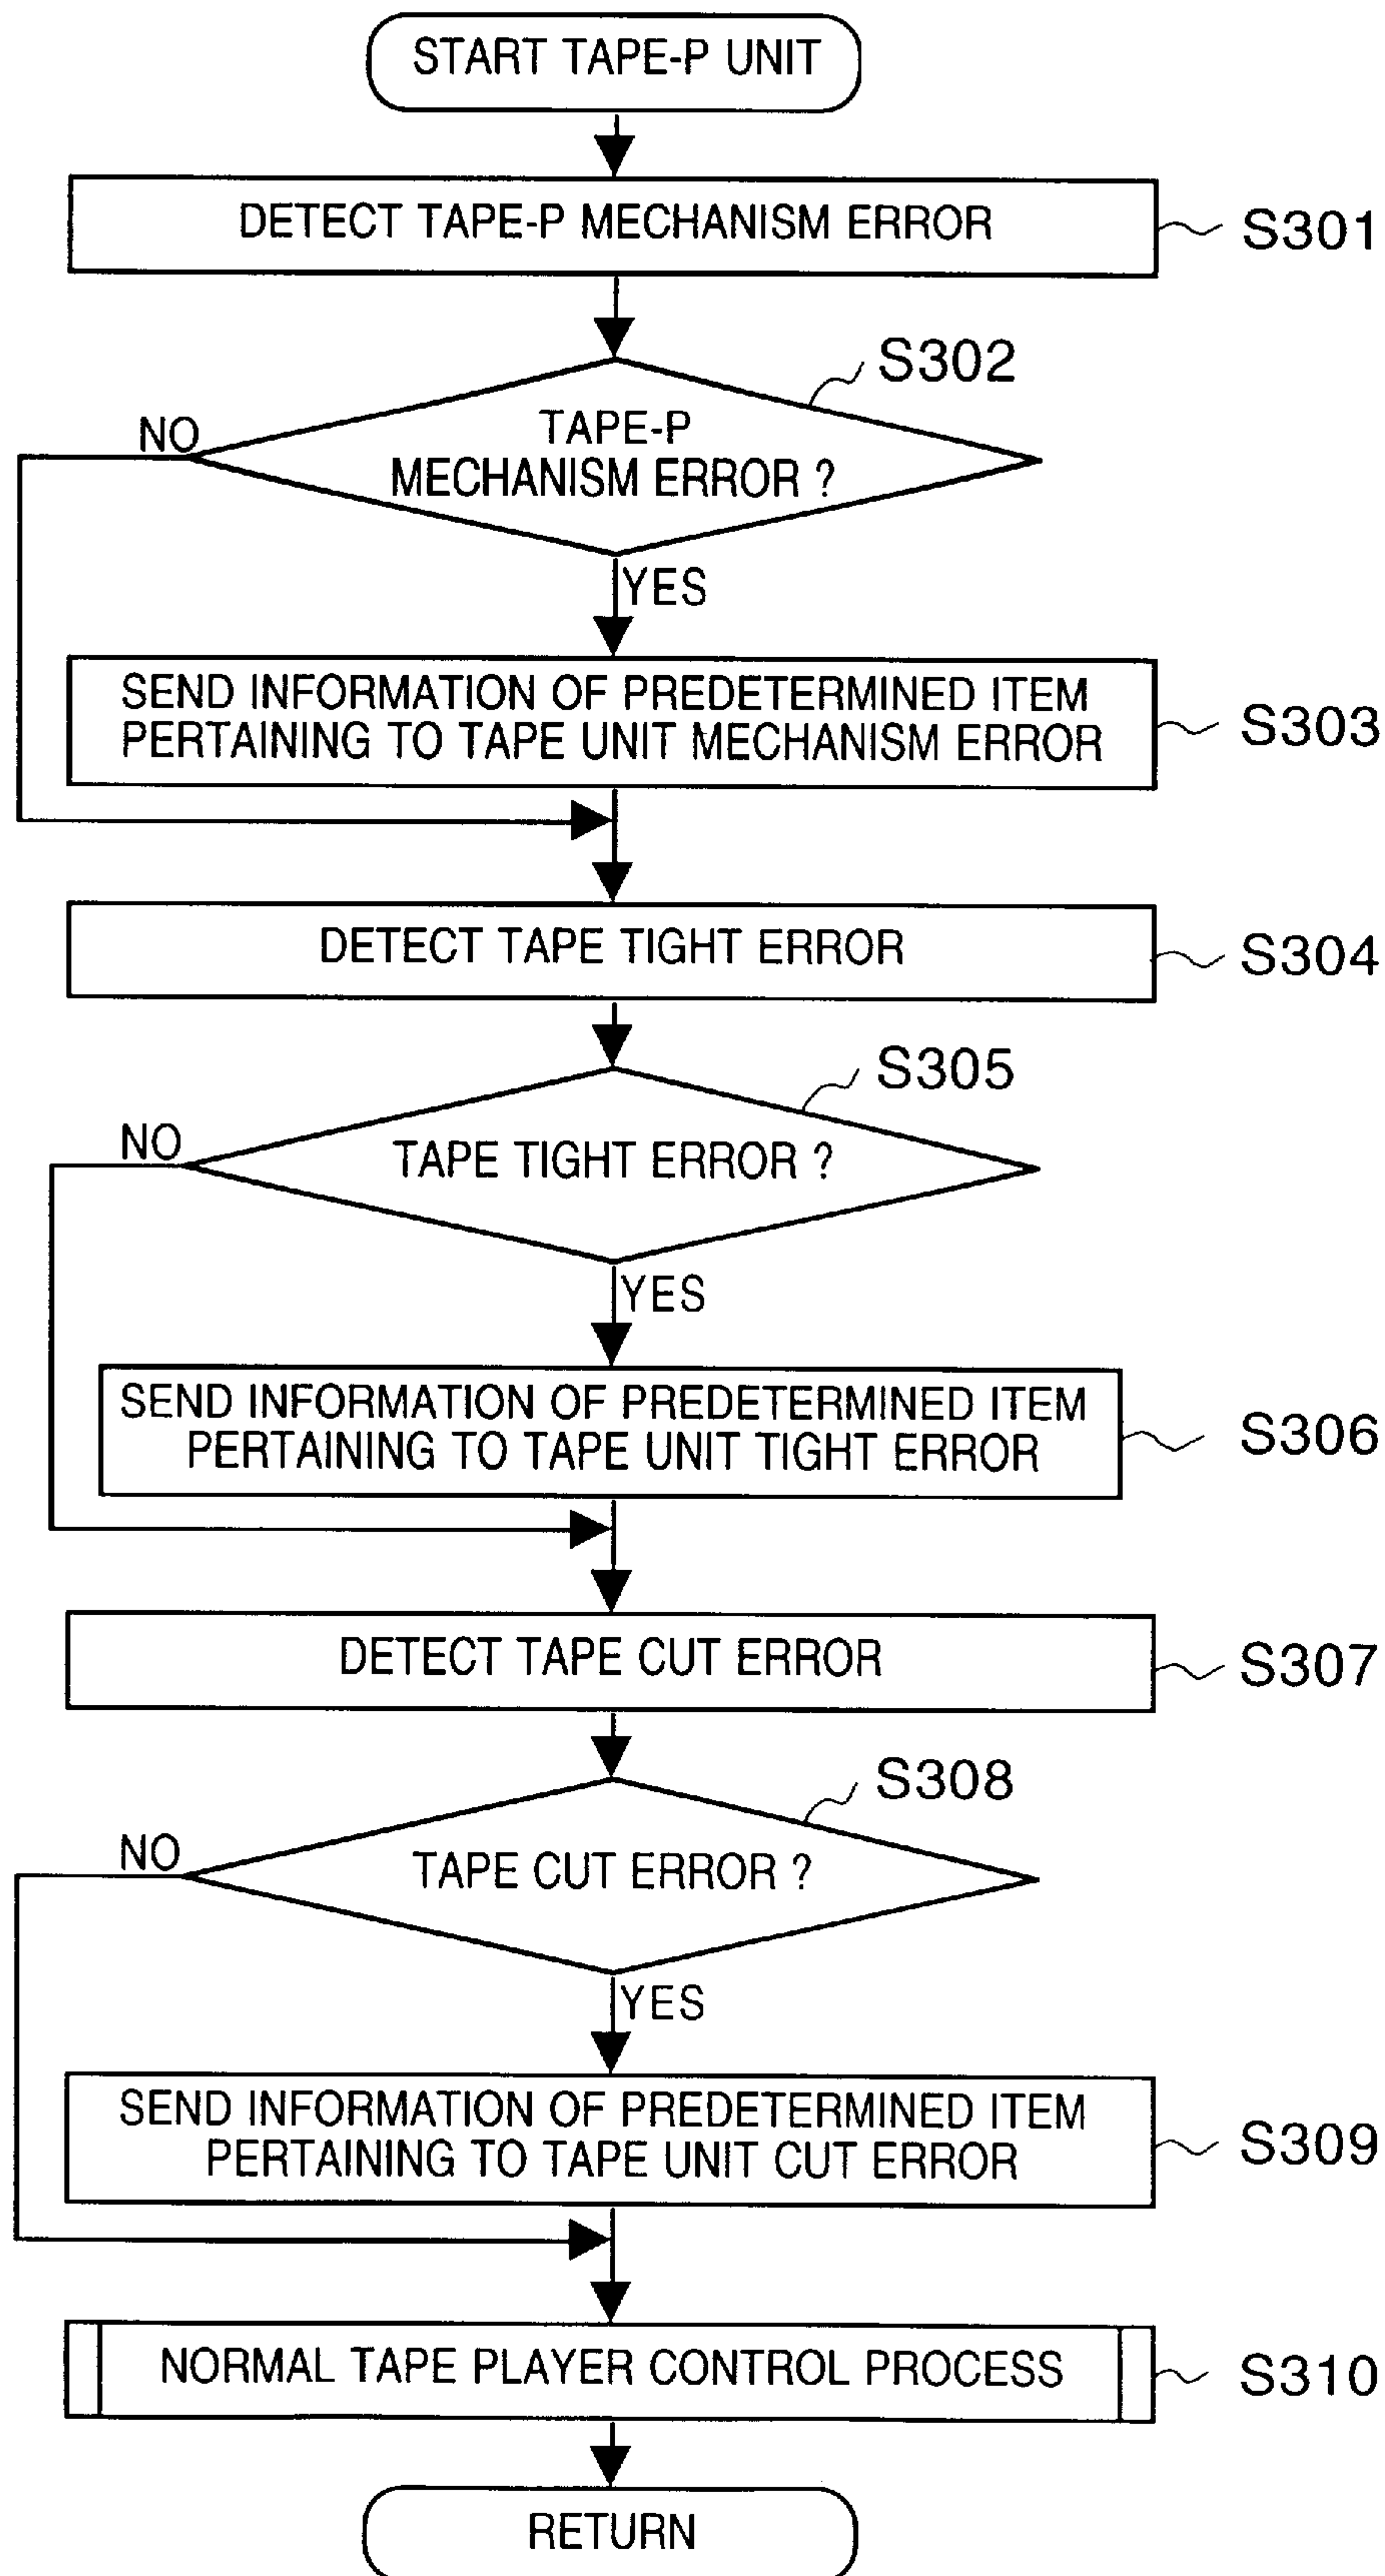 START TAPE-P UNIT
DETECT TAPE-P MECHANISM ERROR
S301
S302
NO
TAPE-P
MECHANISM ERROR ?
YES
SEND INFORMATION OF PREDETERMINED ITEM
PERTAINING TO TAPE UNIT MECHANISM ERROR
S303
DETECT TAPE TIGHT ERROR
S304
S305
NO
TAPE TIGHT ERROR ?
YES
SEND INFORMATION OF PREDETERMINED ITEM
PERTAINING TO TAPE UNIT TIGHT ERROR
S306
DETECT TAPE CUT ERROR
S307
S308
NO
TAPE CUT ERROR ?
YES
SEND INFORMATION OF PREDETERMINED ITEM
PERTAINING TO TAPE UNIT CUT ERROR
S309
NORMAL TAPE PLAYER CONTROL PROCESS
S310
RETURN